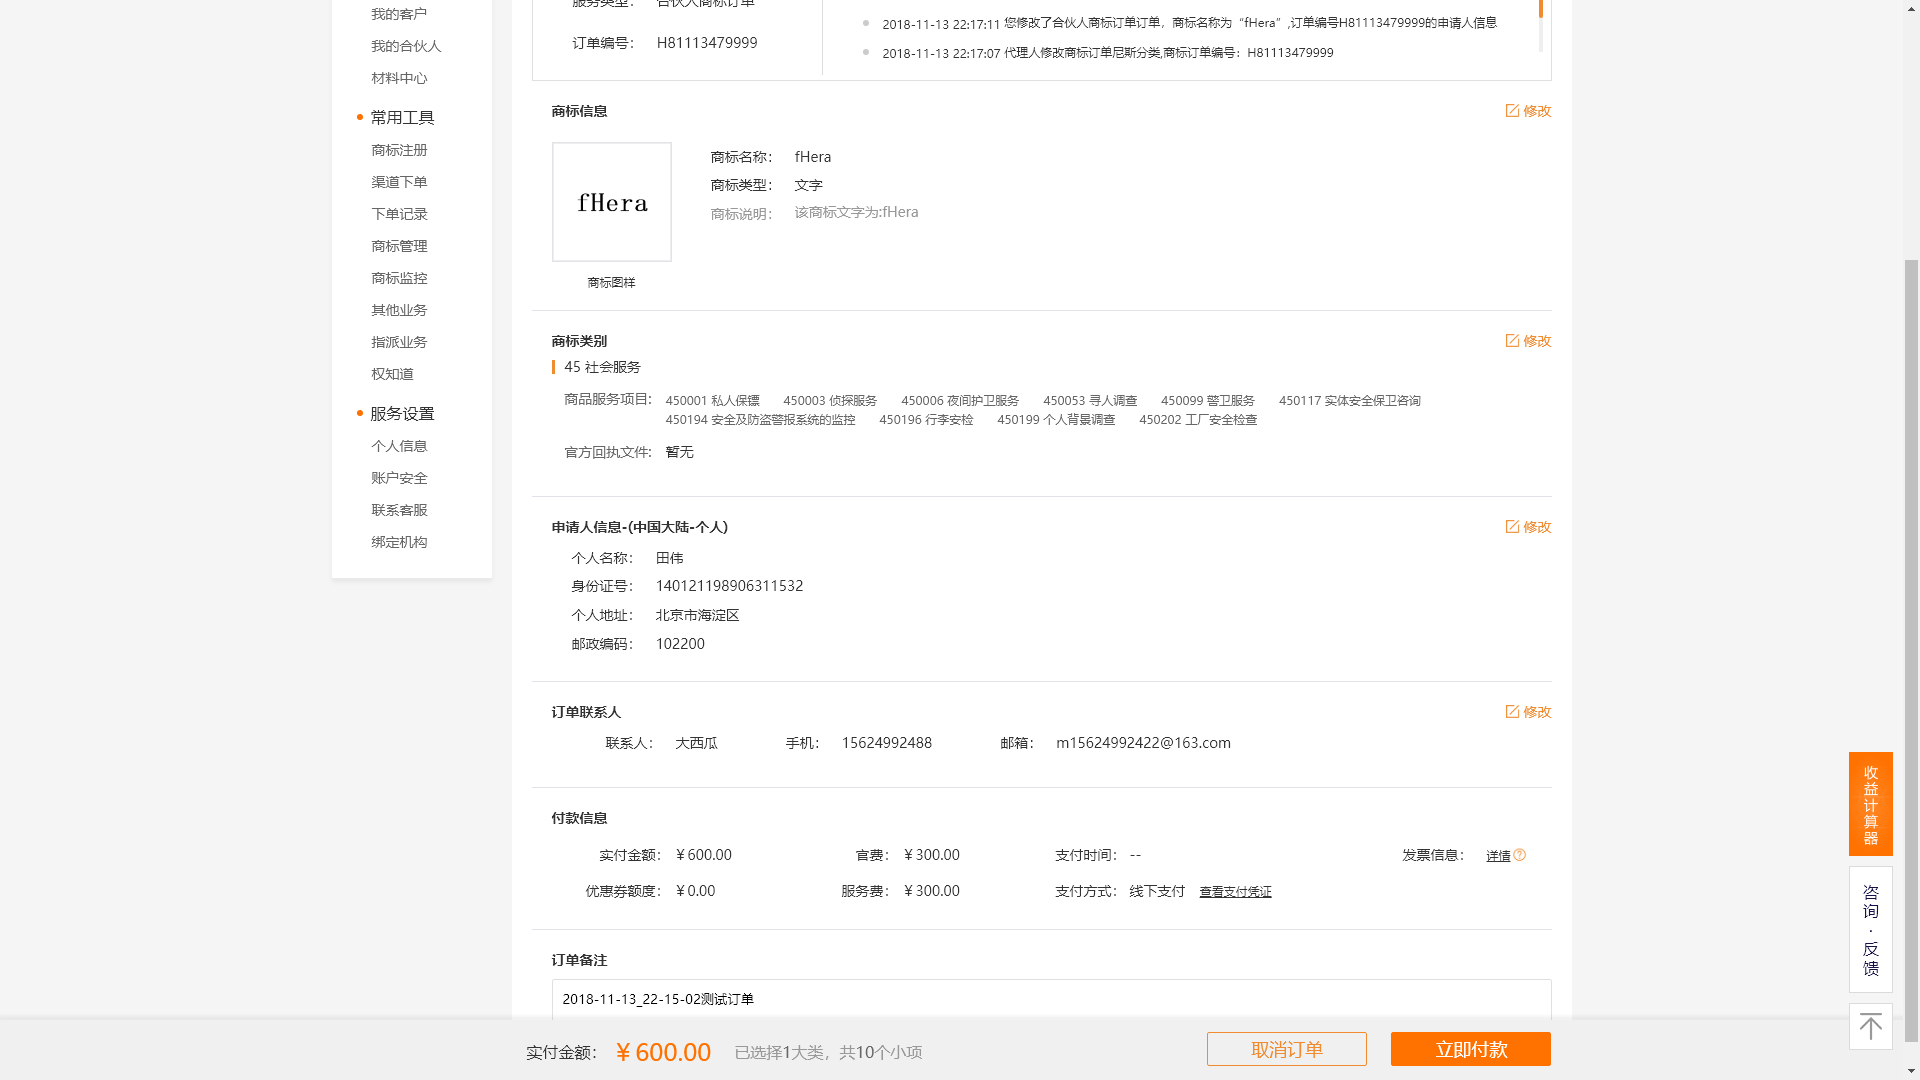 我的客户
我的合伙人
材料中心
常用工具
商标注册
渠道下单
下单记录
商标管理
商标监控
其他业务
指派业务
权知道
服务设置
个人信息
账户安全
联系客服
绑定机构
服务类型： 合伙人商标订单
订单编号： H81113479999
2018-11-13 22:17:11 您修改了合伙人商标订单订单，商标名称为“fHera”,订单编号H81113479999的申请人信息
2018-11-13 22:17:07 代理人修改商标订单尼斯分类,商标订单编号：H81113479999
商标信息 修改
fHera
商标图样
商标名称： fHera
商标类型： 文字
商标说明： 该商标文字为:fHera
商标类别 修改
45 社会服务
商品服务项目: 450001 私人保镖 450003 侦探服务 450006 夜间护卫服务 450053 寻人调查 450099 警卫服务 450117 实体安全保卫咨询
450194 安全及防盗警报系统的监控 450196 行李安检 450199 个人背景调查 450202 工厂安全检查
官方回执文件: 暂无
申请人信息-(中国大陆-个人) 修改
个人名称： 田伟
身份证号： 140121198906311532
个人地址： 北京市海淀区
邮政编码： 102200
订单联系人 修改
联系人： 大西瓜 手机： 15624992488 邮箱： m15624992422@163.com
付款信息
实付金额： ¥600.00 官费： ¥300.00 支付时间： -- 发票信息： 详情
优惠券额度： ¥0.00 服务费： ¥300.00 支付方式： 线下支付 查看支付凭证
订单备注
2018-11-13_22-15-02测试订单
实付金额： ¥600.00 已选择1大类，共10个小项 取消订单 立即付款
收益计算器
咨询·反馈